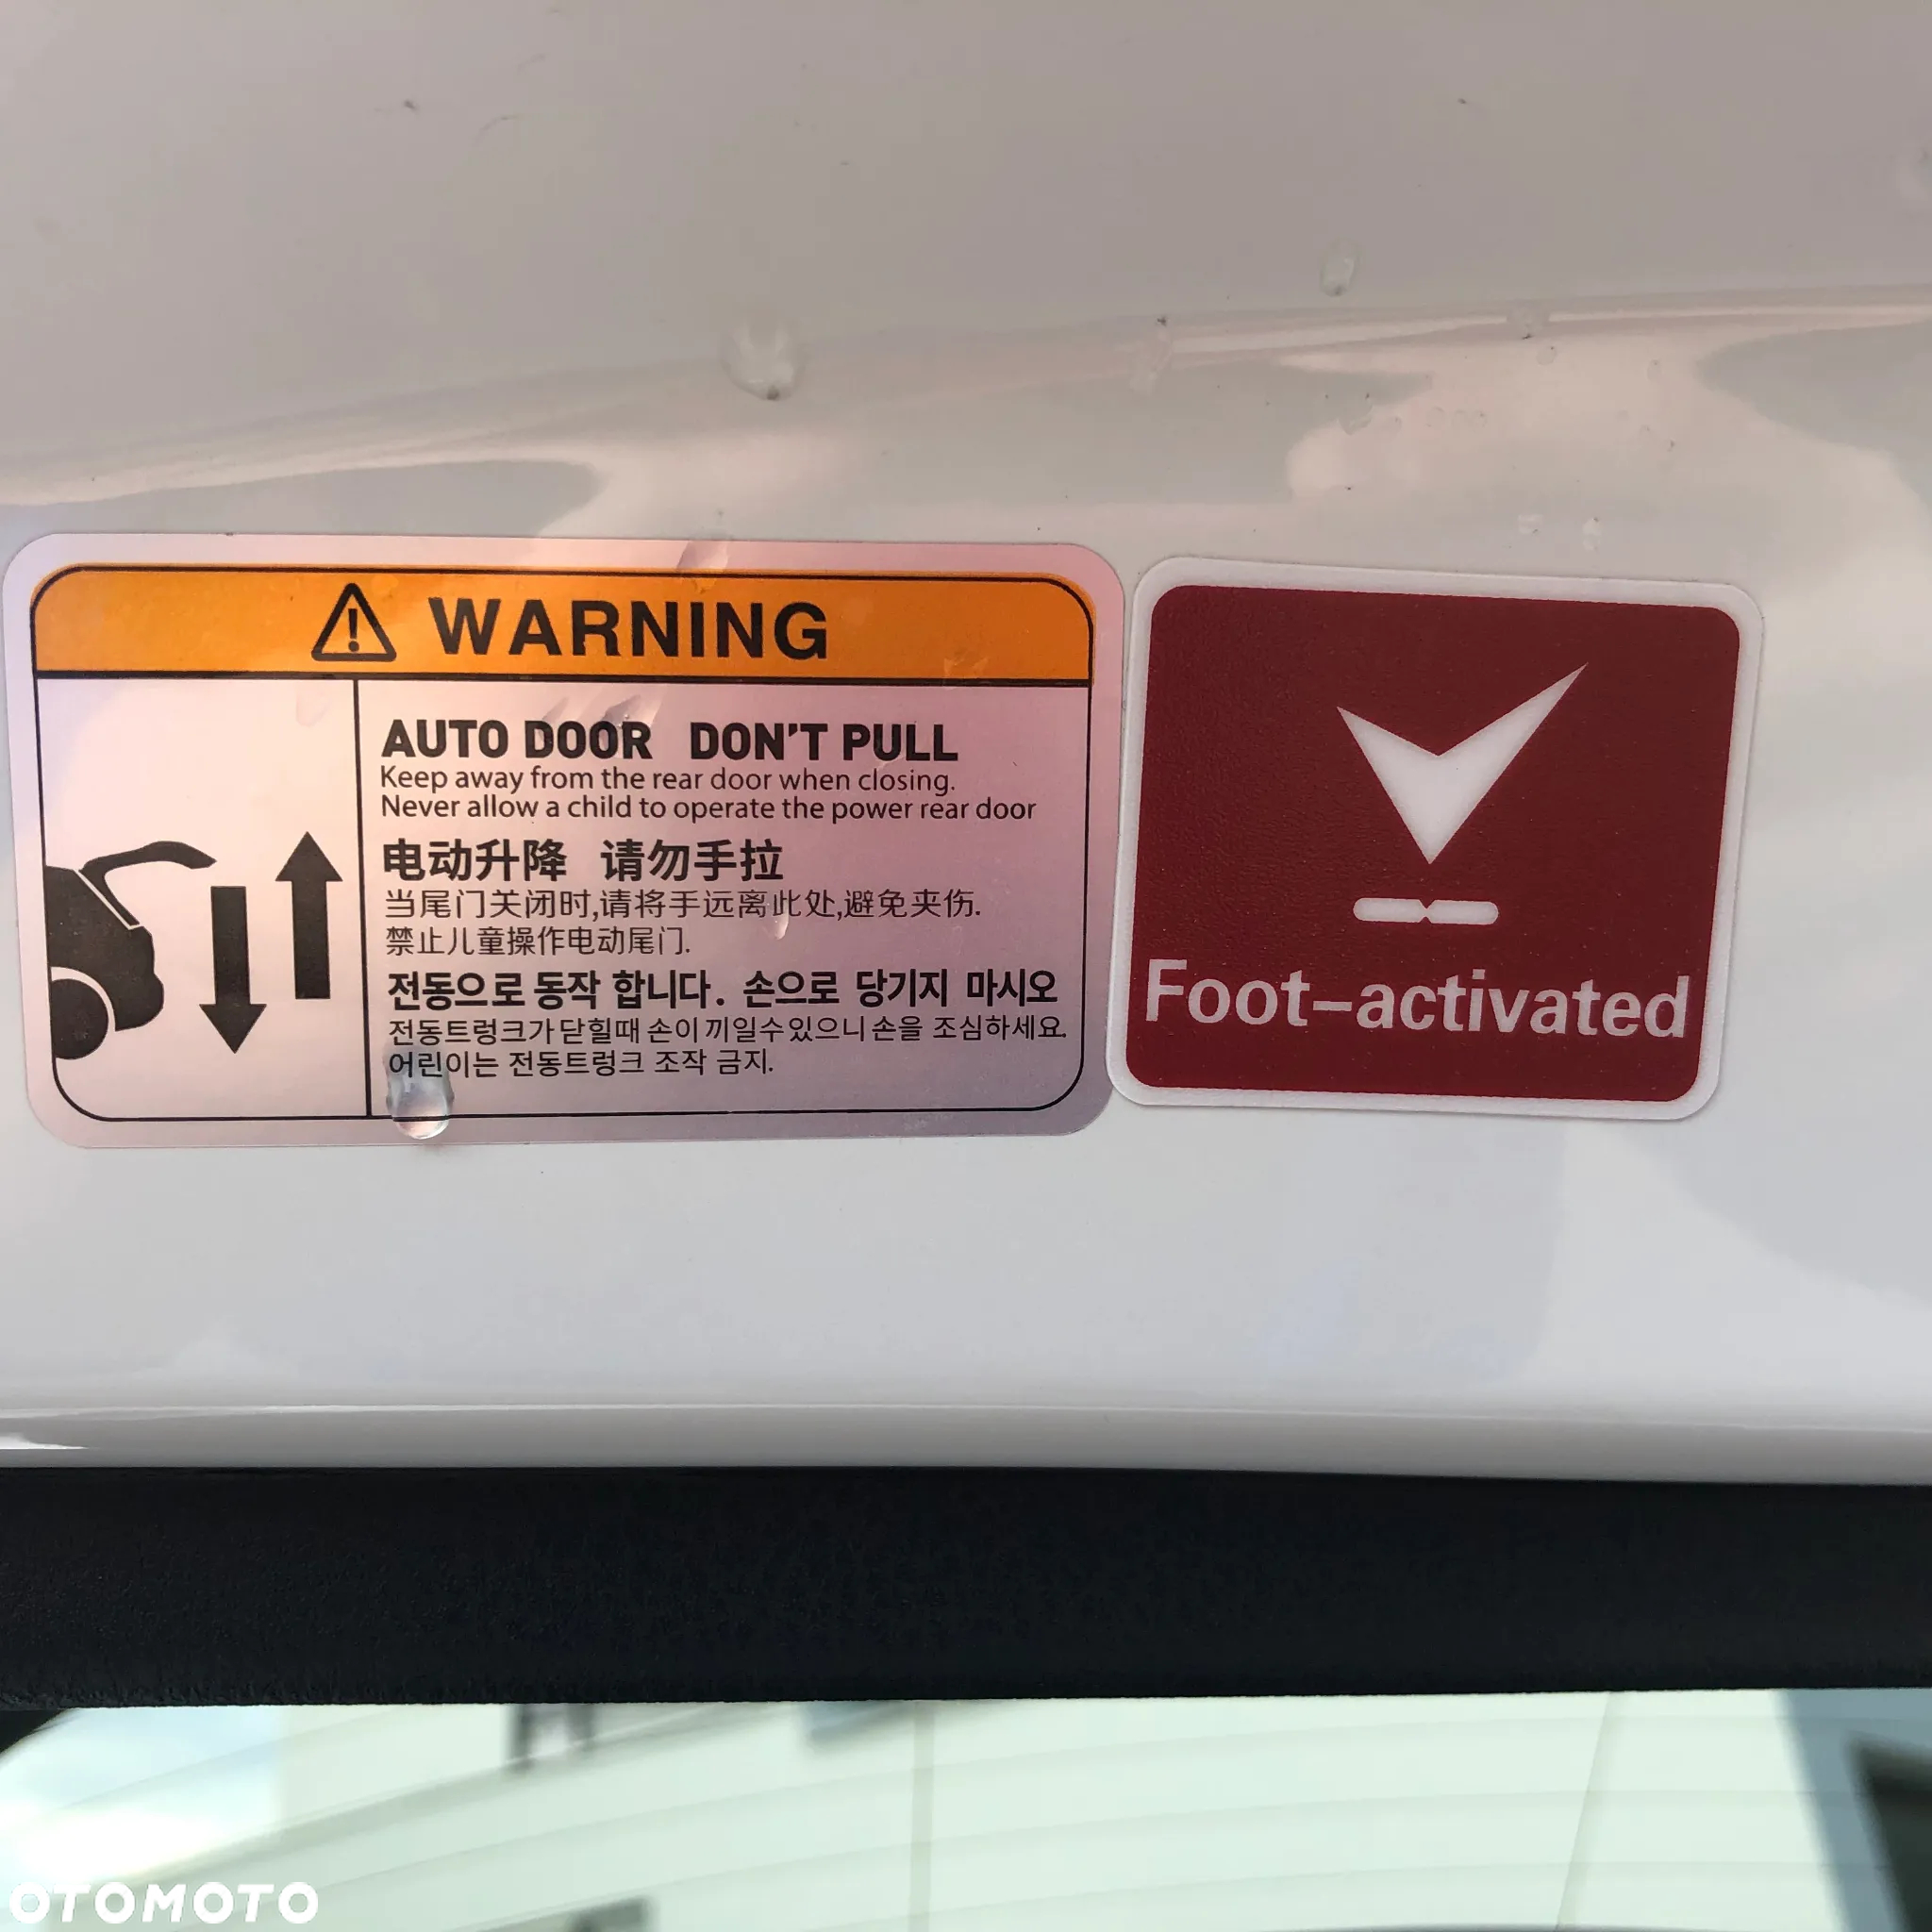 WARNING
AUTO DOOR DON'T PULL
Keep away from the rear door when closing.
Never allow a child to operate the power rear door
电动升降 请勿手拉
当尾门关闭时,请将手远离此处,避免夹伤.
禁止儿童操作电动尾门.
전동으로 동작 합니다. 손으로 당기지 마시오
전동트렁크가닫힐때 손이끼일수있으니손을 조심하세요.
어린이는 전동트렁크 조작 금지.
Foot-activated
OTOMOTO